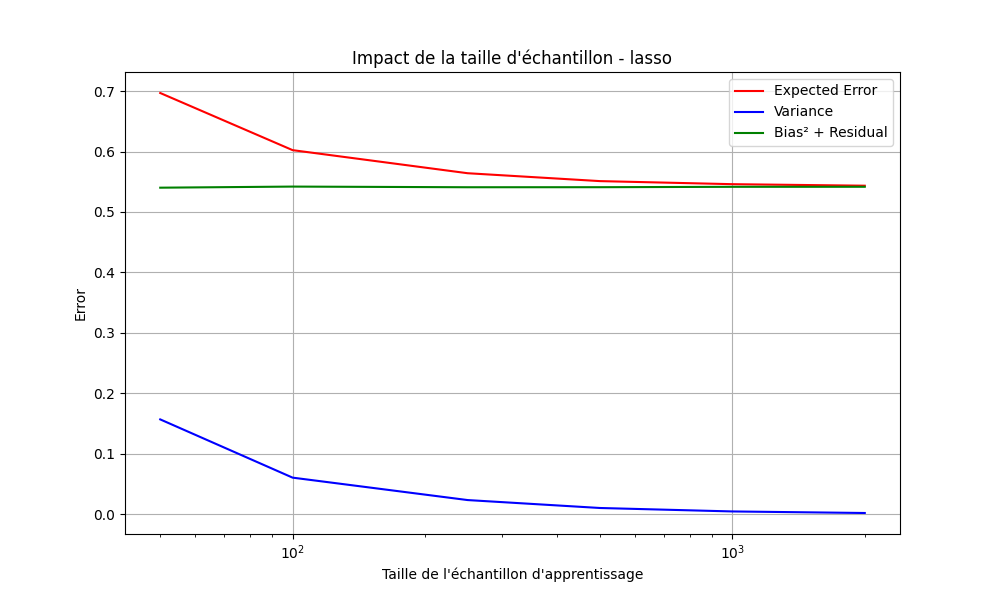 Impact de la taille d'échantillon - lasso
Expected Error
Variance
Bias² + Residual
Error
0.7
0.6
0.5
0.4
0.3
0.2
0.1
0.0
10²
10³
Taille de l'échantillon d'apprentissage